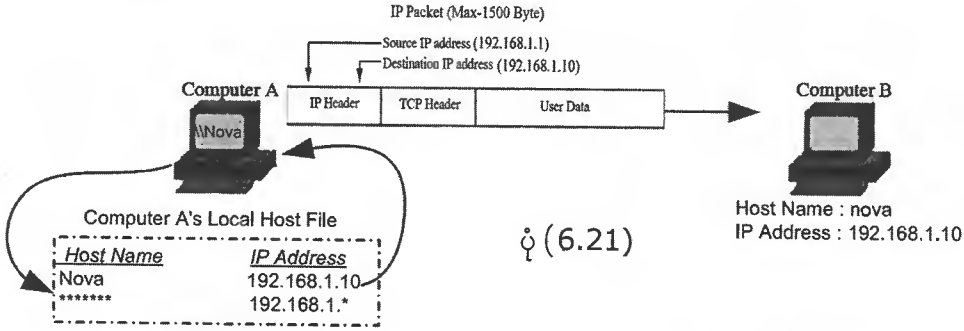 IP Packet (Max-1500 Byte)
Source IP address (192.168.1.1)
Destination IP address (192.168.1.10)
Computer A
IP Header TCP Header User Data
Computer B
\\Nova
Computer A's Local Host File
Host Name IP Address
Nova 192.168.1.10
******* 192.168.1.*
ပုံ (6.21)
Host Name : nova
IP Address : 192.168.1.10